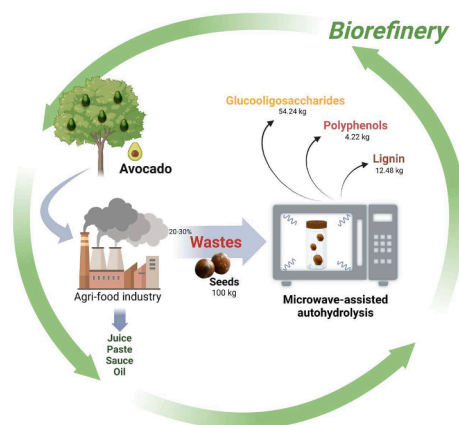 Biorefinery
Glucooligosaccharides
54.24 kg
Polyphenols
4.22 kg
Lignin
12.48 kg
Avocado
20-30%
Wastes
Seeds
100 kg
Agri-food industry
Microwave-assisted
autohydrolysis
Juice
Paste
Sauce
Oil